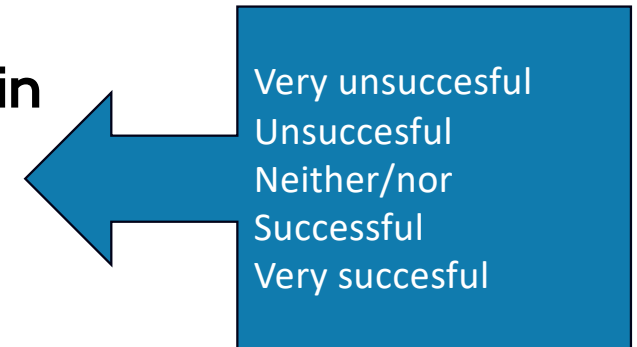 in
Very unsuccesful
Unsuccesful
Neither/nor
Successful
Very succesful